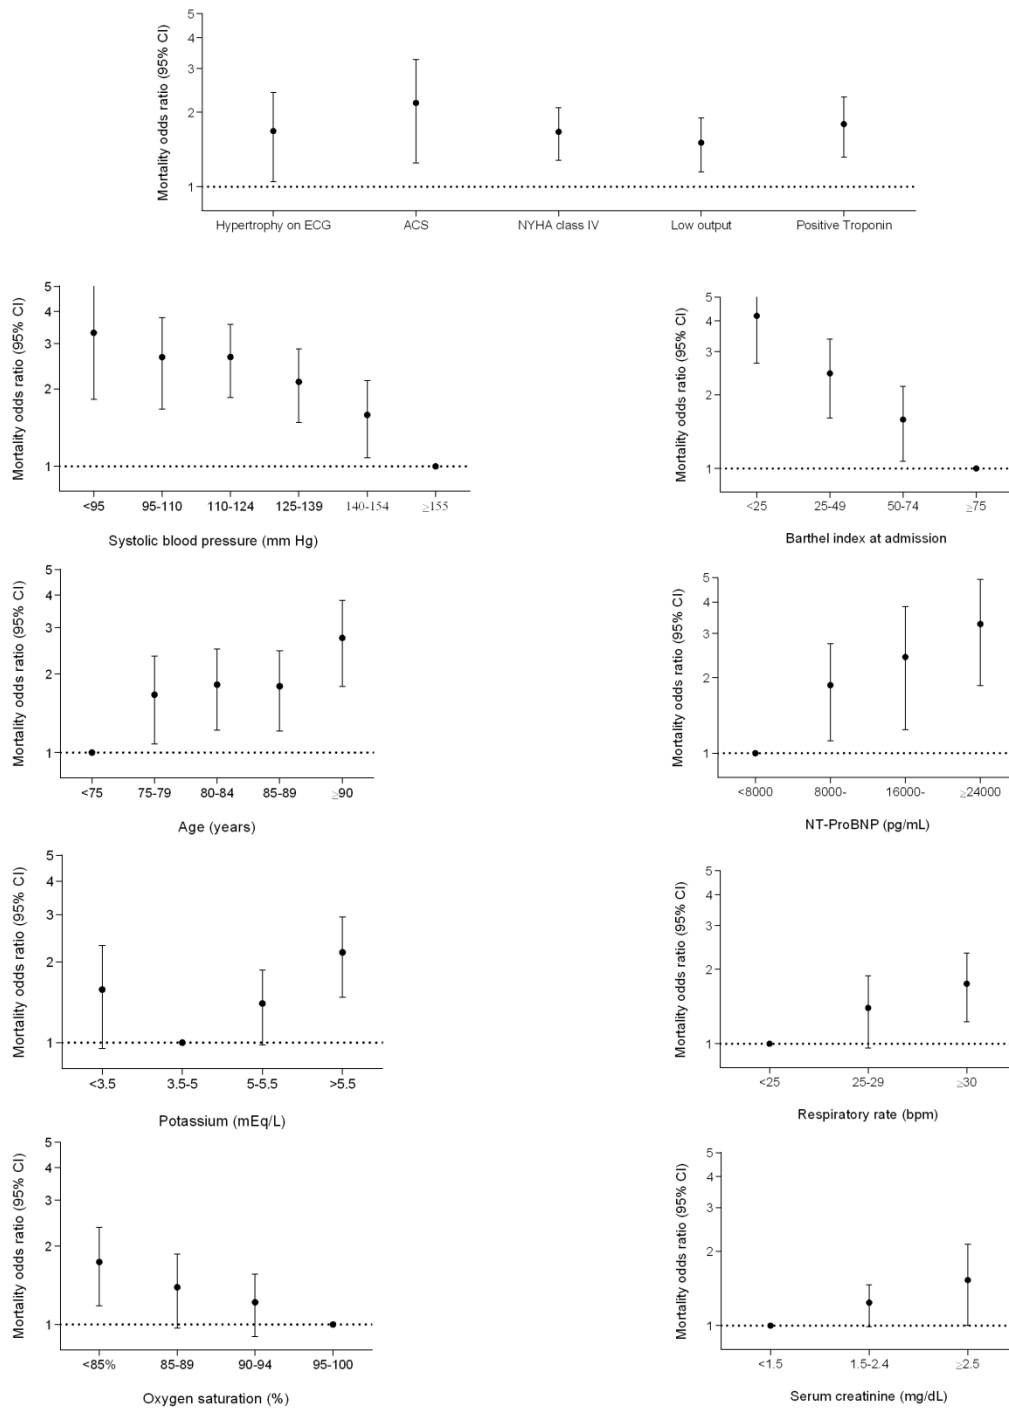 Mortality odds ratio (95% CI)
5
4
3
2
1
Hypertrophy on ECG ACS NYHA class IV Low output Positive Troponin
Mortality odds ratio (95% CI)
5
4
3
2
1
<95 95-110 110-124 125-139 140-154 ≥155
Systolic blood pressure (mm Hg)
Mortality odds ratio (95% CI)
5
4
3
2
1
<25 25-49 50-74 ≥75
Barthel index at admission
Mortality odds ratio (95% CI)
5
4
3
2
1
<75 75-79 80-84 85-89 ≥90
Age (years)
Mortality odds ratio (95% CI)
5
4
3
2
1
<8000 8000- 16000- ≥24000
NT-ProBNP (pg/mL)
Mortality odds ratio (95% CI)
5
4
3
2
1
<3.5 3.5-5 5-5.5 >5.5
Potassium (mEq/L)
Mortality odds ratio (95% CI)
5
4
3
2
1
<25 25-29 ≥30
Respiratory rate (bpm)
Mortality odds ratio (95% CI)
5
4
3
2
1
<85% 85-89 90-94 95-100
Oxygen saturation (%)
Mortality odds ratio (95% CI)
5
4
3
2
1
<1.5 1.5-2.4 ≥2.5
Serum creatinine (mg/dL)